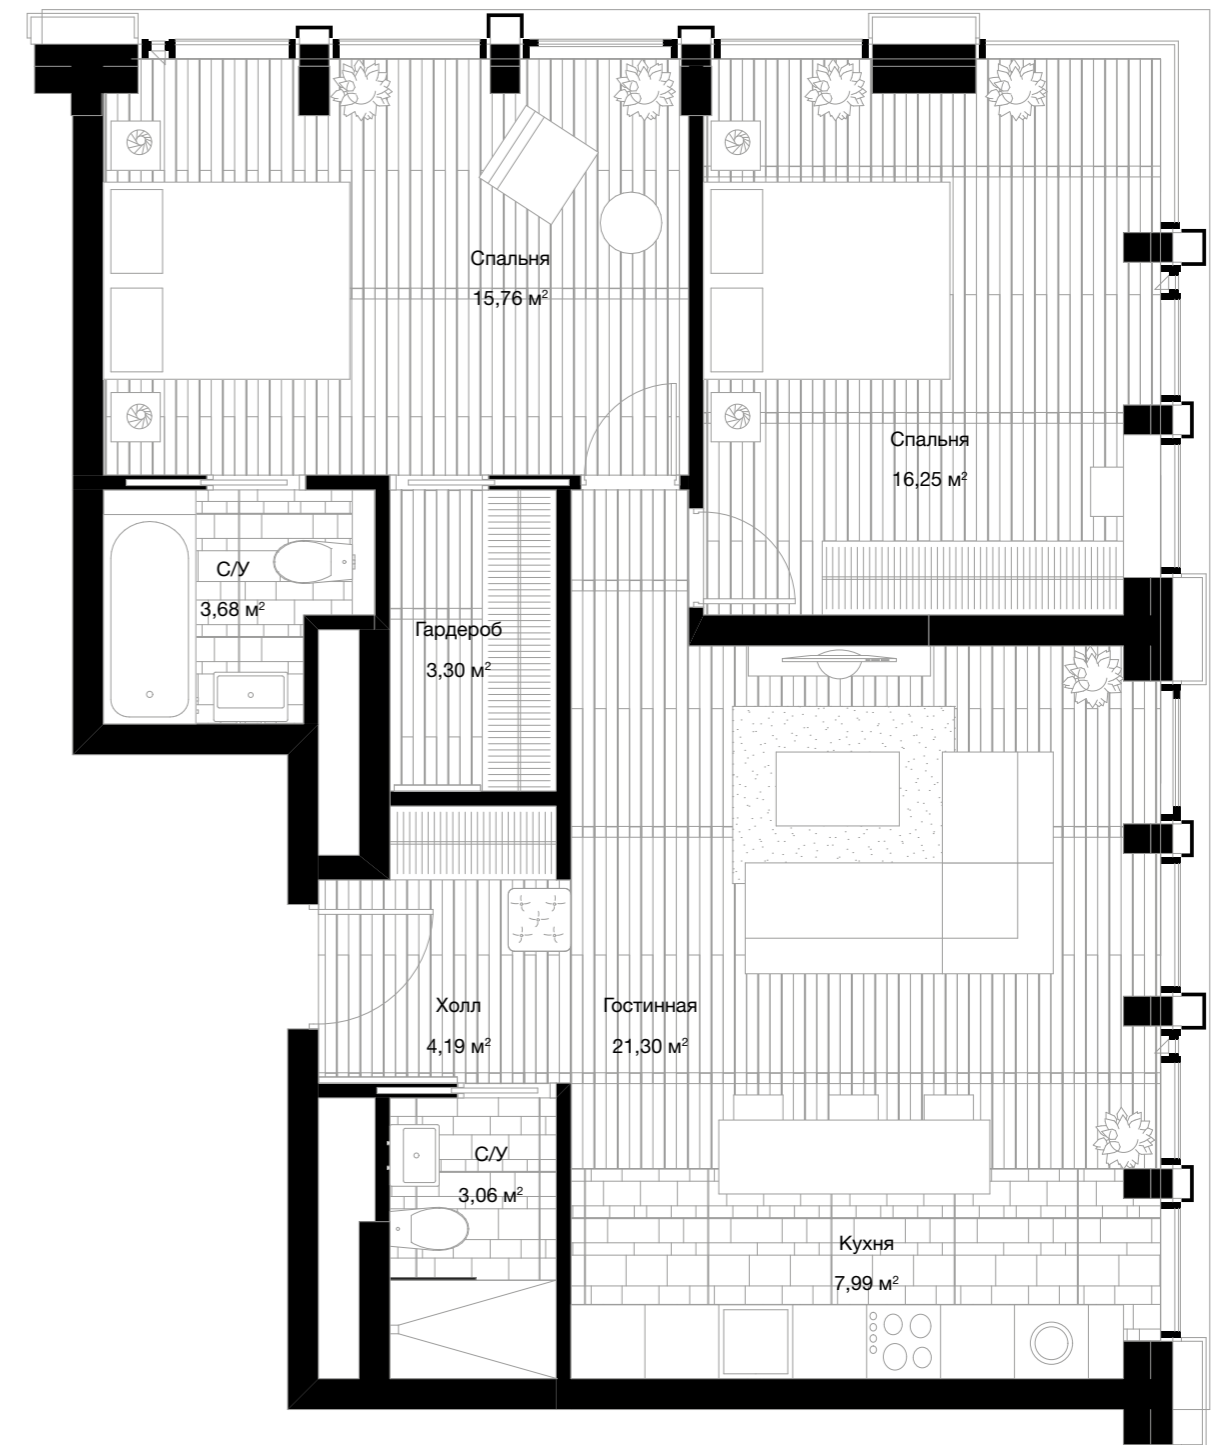 Спальня
15,76 м²
Спальня
16,25 м²
С/У
3,68 м²
Гардероб
3,30 м²
Холл
4,19 м²
Гостинная
21,30 м²
С/У
3,06 м²
Кухня
7,99 м²